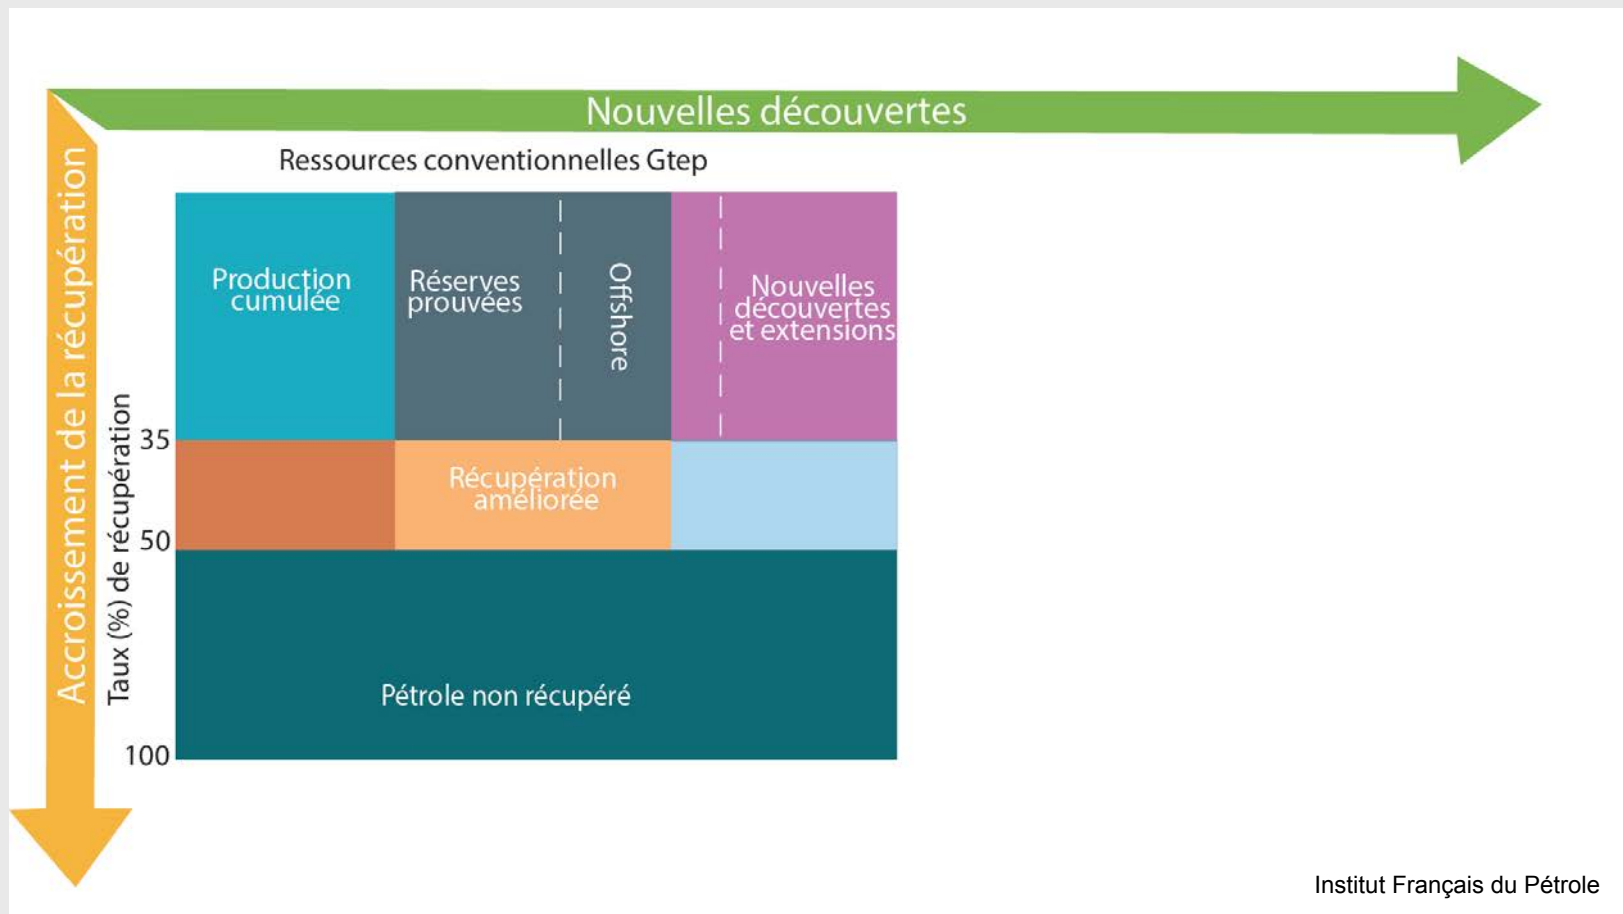 Nouvelles découvertes
Ressources conventionnelles Gtep
Accroissement de la récupération
Taux (%) de récupération
Production
cumulée
Réserves
prouvées
Offshore
Nouvelles
découvertes
et extensions
35
Récupération
améliorée
50
Pétrole non récupéré
100
Institut Français du Pétrole